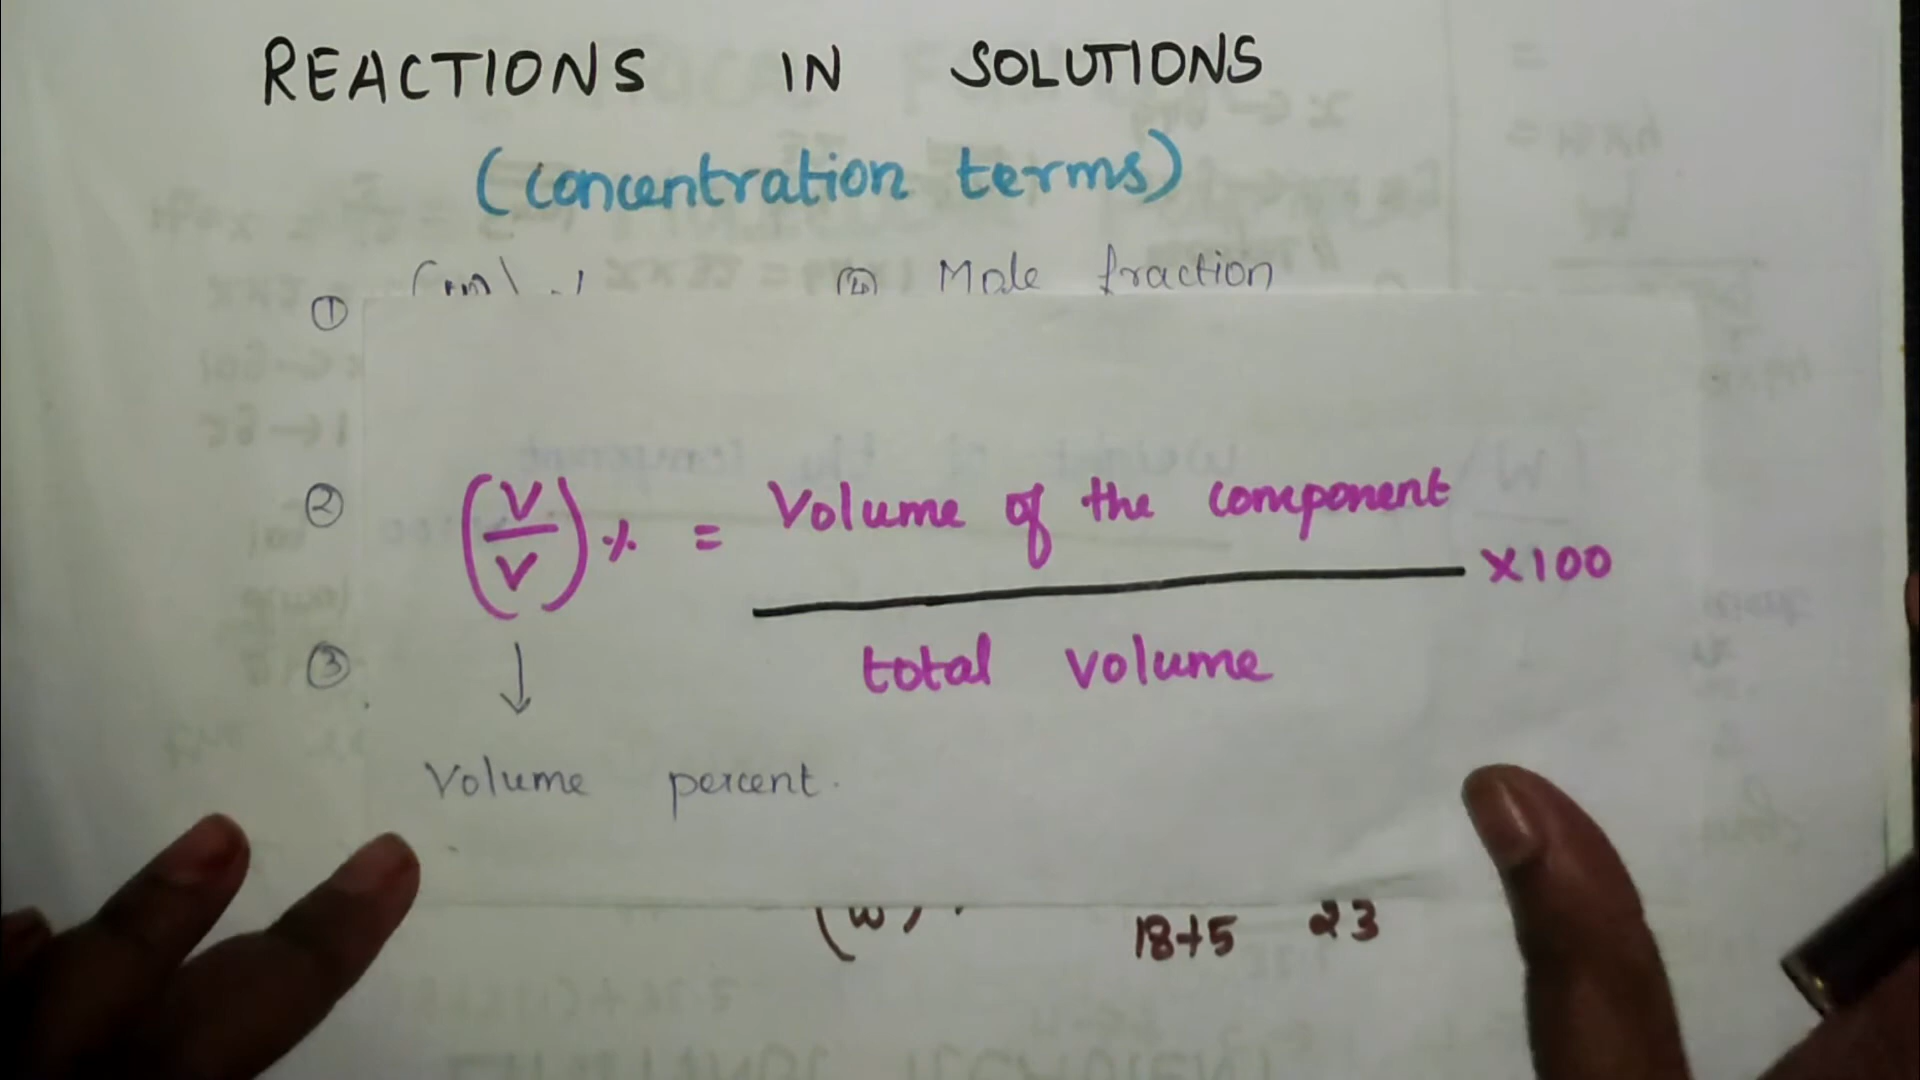 REACTIONS IN SOLUTIONS
(concentration terms)
① ④ Mole fraction
② (V/V) % = Volume of the component / total volume ×100
③ ↓
Volume percent.
18+5 23